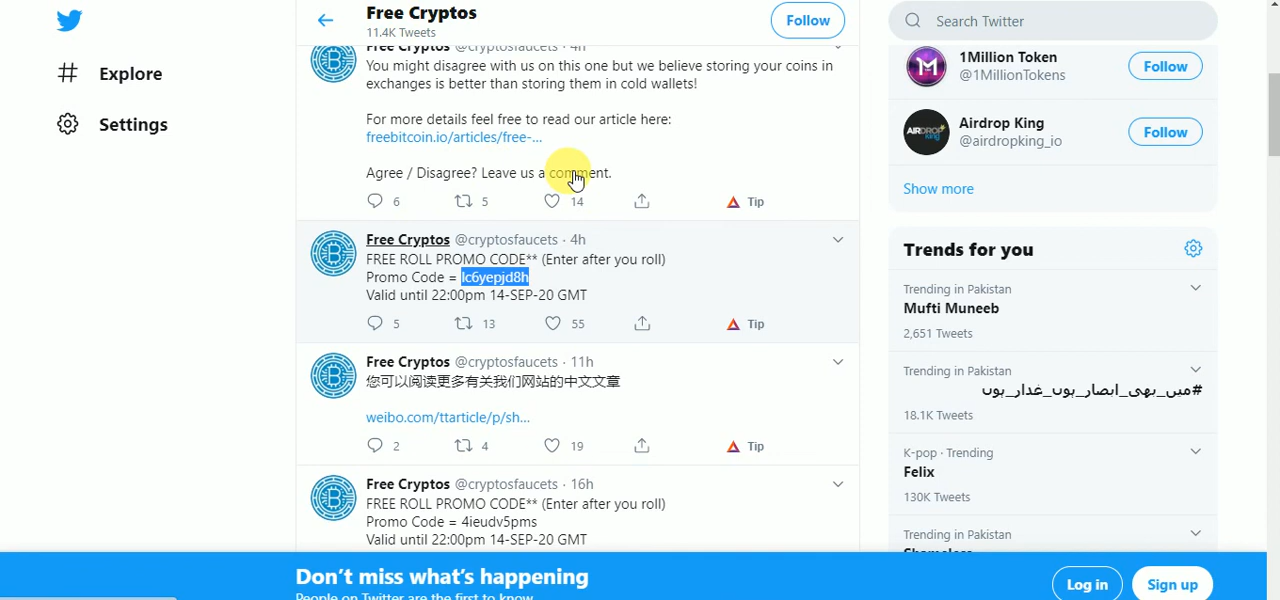 Explore
Settings
Free Cryptos
11.4K Tweets
Follow
Free Cryptos @cryptosfaucets · 4h
You might disagree with us on this one but we believe storing your coins in
exchanges is better than storing them in cold wallets!
For more details feel free to read our article here:
freebitcoin.io/articles/free-...
Agree / Disagree? Leave us a comment.
6 5 14 Tip
Free Cryptos @cryptosfaucets · 4h
FREE ROLL PROMO CODE** (Enter after you roll)
Promo Code = lc6yepjd8h
Valid until 22:00pm 14-SEP-20 GMT
5 13 55 Tip
Free Cryptos @cryptosfaucets · 11h
您可以阅读更多有关我们网站的中文文章
weibo.com/ttarticle/p/sh...
2 4 19 Tip
Free Cryptos @cryptosfaucets · 16h
FREE ROLL PROMO CODE** (Enter after you roll)
Promo Code = 4ieudv5pms
Valid until 22:00pm 14-SEP-20 GMT
Search Twitter
1Million Token
@1MillionTokens
Follow
AIRDROP
KING
Airdrop King
@airdropking_io
Follow
Show more
Trends for you
Trending in Pakistan
Mufti Muneeb
2,651 Tweets
Trending in Pakistan
#میں_بھی_ابصار_ہوں_غدار_ہوں
18.1K Tweets
K-pop · Trending
Felix
130K Tweets
Trending in Pakistan
Don't miss what's happening
People on Twitter are the first to know.
Log in
Sign up